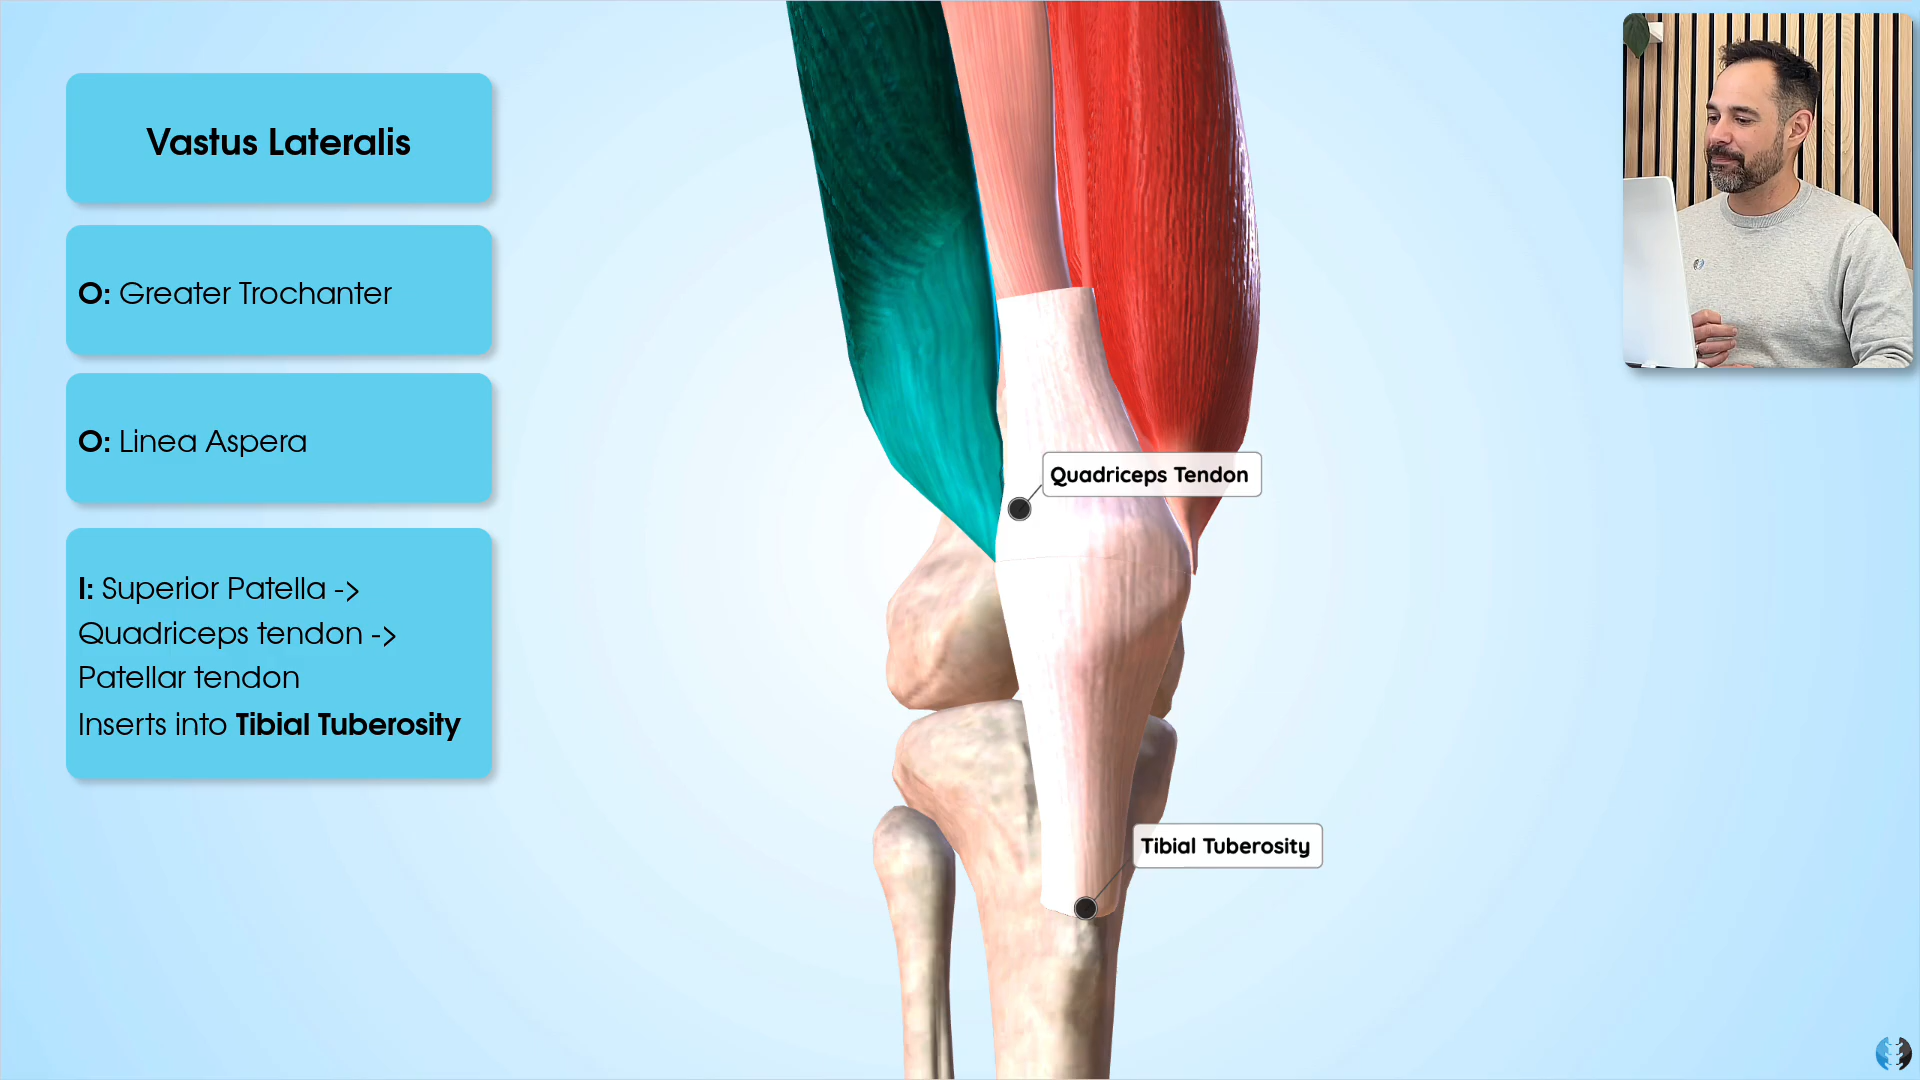 Vastus Lateralis
O: Greater Trochanter
O: Linea Aspera
I: Superior Patella ->
Quadriceps tendon ->
Patellar tendon
Inserts into Tibial Tuberosity
Quadriceps Tendon
Tibial Tuberosity